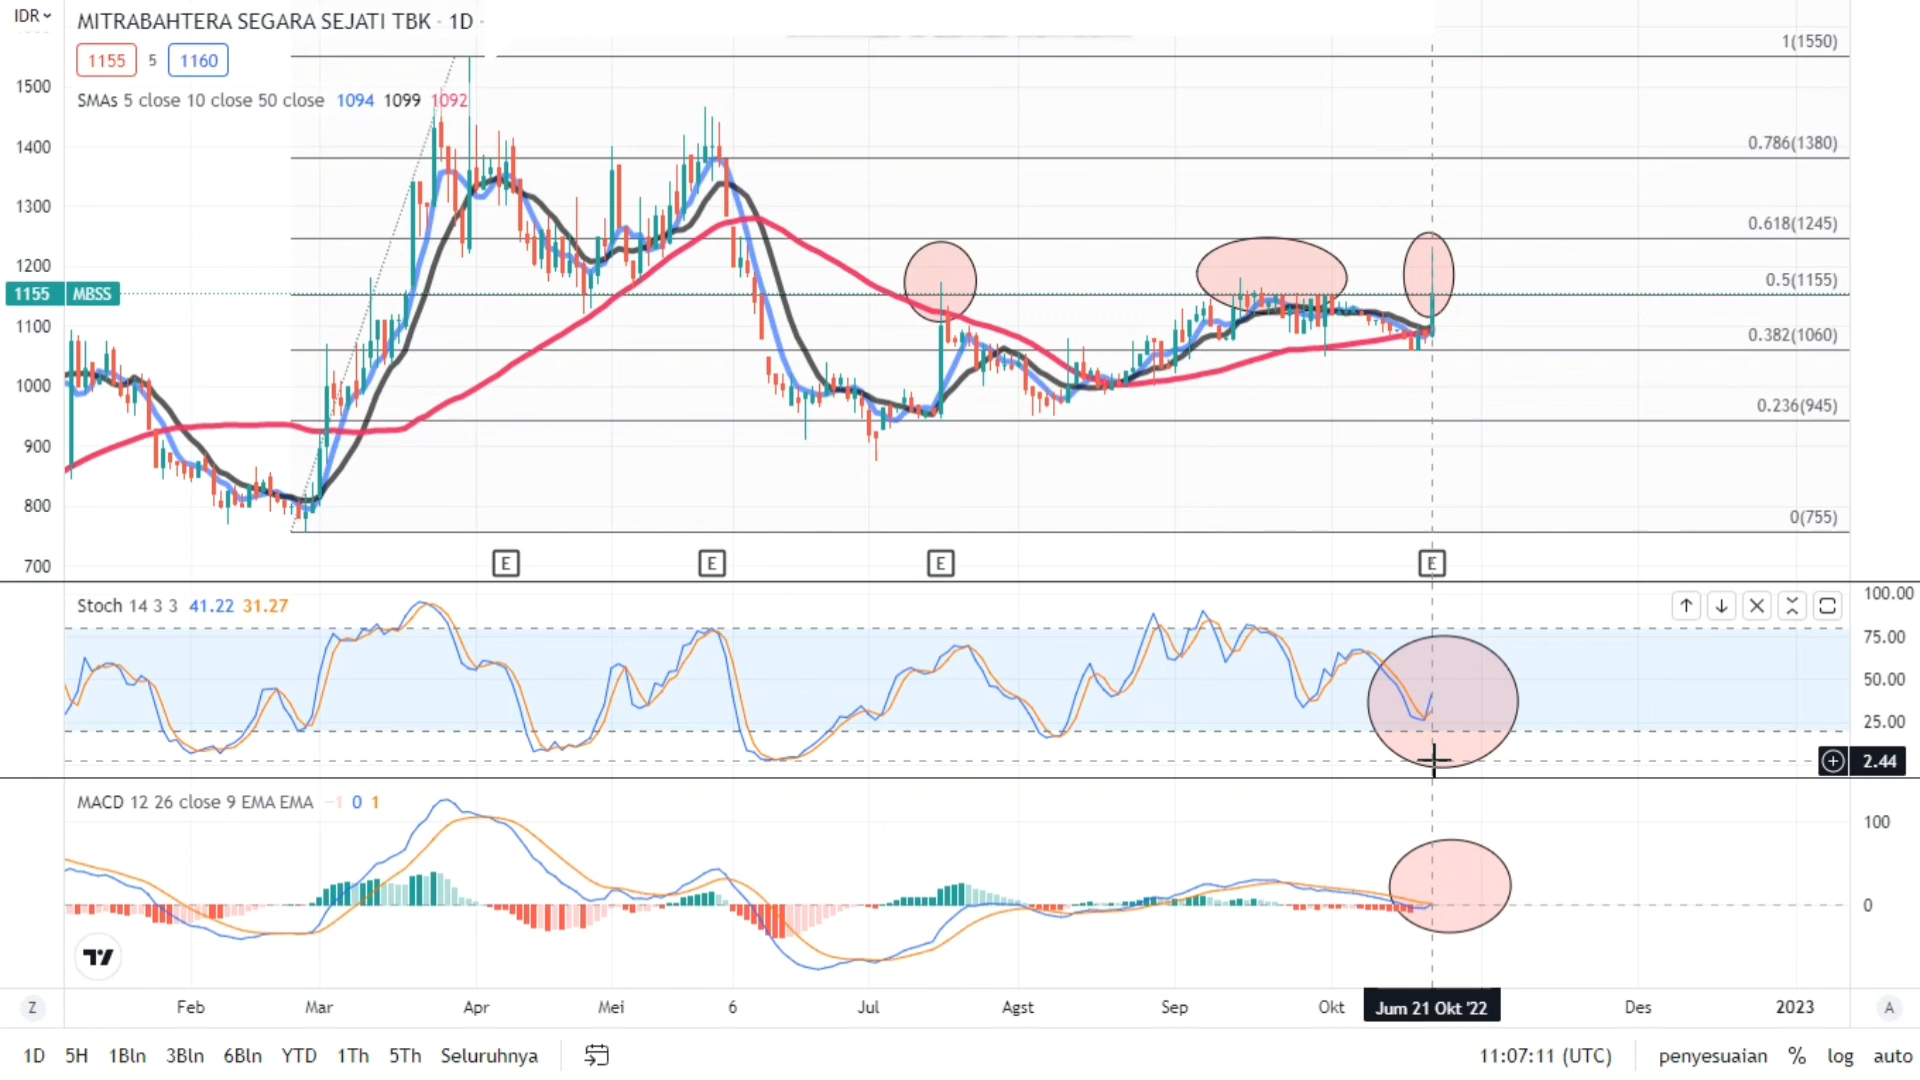 IDR
MITRABAHTERA SEGARA SEJATI TBK · 1D ·
1155 5 1160
SMAs 5 close 10 close 50 close 1094 1099 1092
1500
1400
1300
1200
1155 MBSS
1100
1000
900
800
700
1(1550)
0.786(1380)
0.618(1245)
0.5(1155)
0.382(1060)
0.236(945)
0(755)
E E E E
Stoch 14 3 3 41.22 31.27
100.00
75.00
50.00
25.00
2.44
MACD 12 26 close 9 EMA EMA −1 0 1
100
0
Z Feb Mar Apr Mei 6 Jul Agst Sep Okt Jum 21 Okt '22 Des 2023 A
1D 5H 1Bln 3Bln 6Bln YTD 1Th 5Th Seluruhnya 11:07:11 (UTC) penyesuaian % log auto